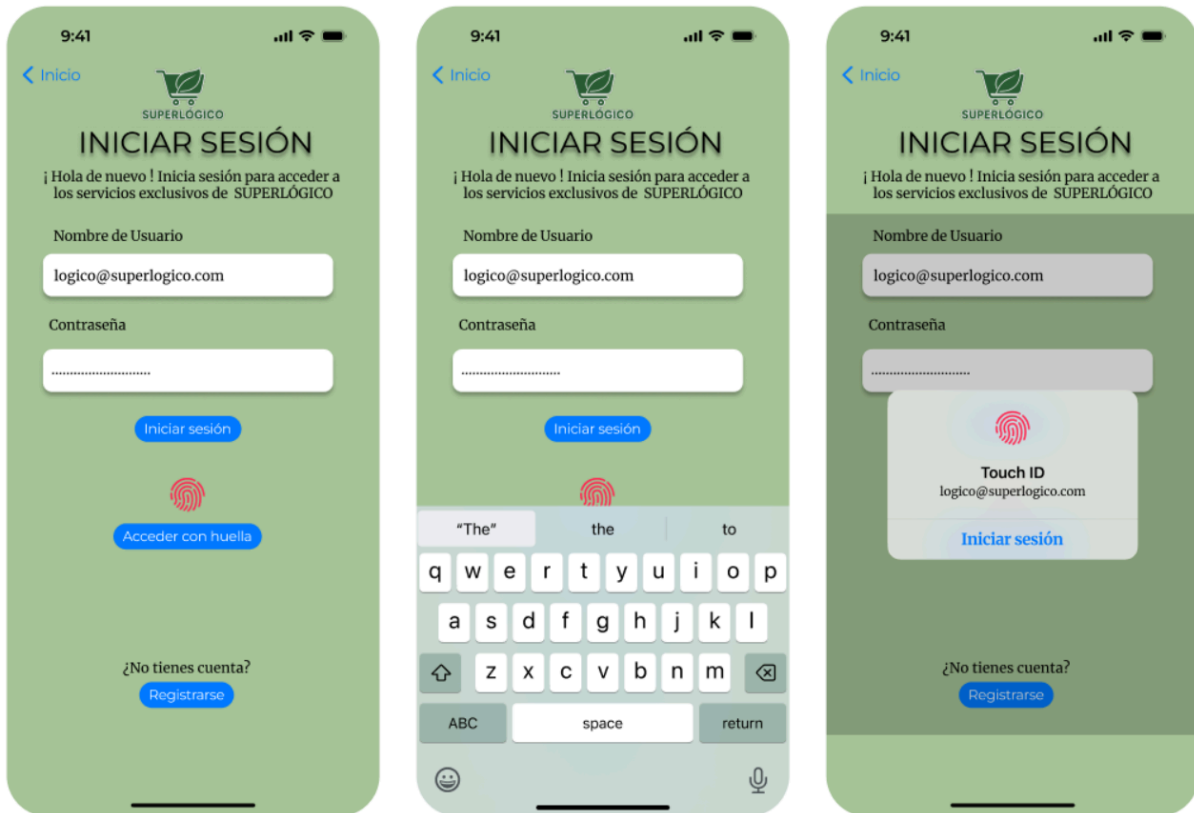 9:41
Inicio
SUPERLÓGICO
INICIAR SESIÓN
¡ Hola de nuevo ! Inicia sesión para acceder a
los servicios exclusivos de SUPERLÓGICO
Nombre de Usuario
logico@superlogico.com
Contraseña
Iniciar sesión
Acceder con huella
¿No tienes cuenta?
Registrarse
9:41
Inicio
SUPERLÓGICO
INICIAR SESIÓN
¡ Hola de nuevo ! Inicia sesión para acceder a
los servicios exclusivos de SUPERLÓGICO
Nombre de Usuario
logico@superlogico.com
Contraseña
Iniciar sesión
“The” the to
q w e r t y u i o p
a s d f g h j k l
z x c v b n m
ABC space return
9:41
Inicio
SUPERLÓGICO
INICIAR SESIÓN
¡ Hola de nuevo ! Inicia sesión para acceder a
los servicios exclusivos de SUPERLÓGICO
Nombre de Usuario
logico@superlogico.com
Contraseña
Touch ID
logico@superlogico.com
Iniciar sesión
¿No tienes cuenta?
Registrarse